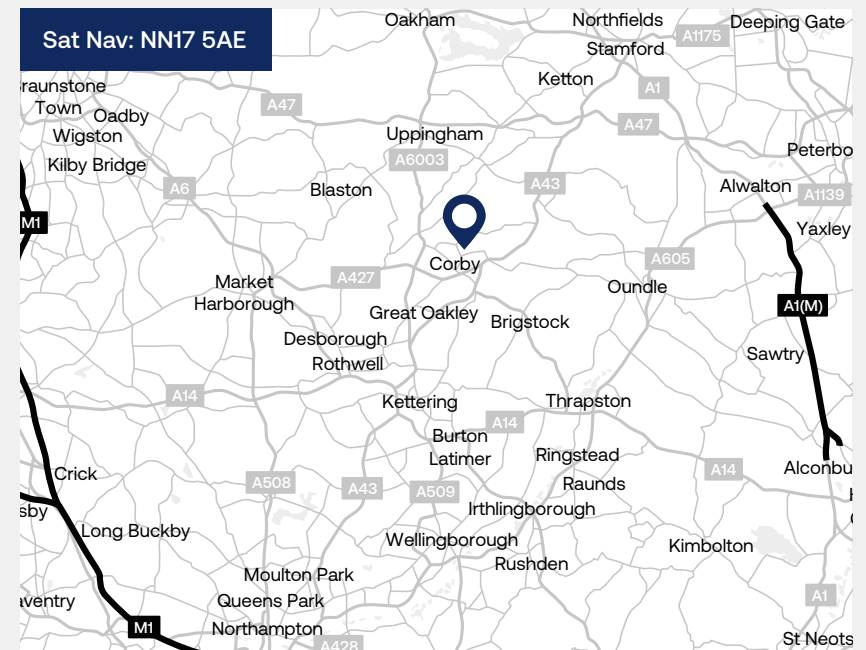 Sat Nav: NN17 5AE
Oakham
Northfields
Deeping Gate
A1175
Stamford
Ketton
raunstone
Town
A1
A47
Oadby
A47
Wigston
Uppingham
Peterbo
Kilby Bridge
A6003
A6
Blaston
A43
Alwalton
A1139
M1
Yaxley
Corby
A605
A427
Market
Harborough
Oundle
A1(M)
Great Oakley
Brigstock
Desborough
Rothwell
Sawtry
A14
Kettering
Thrapston
A14
Burton
Latimer
Ringstead
Crick
A14
Alconbu
A508
A43
A509
Raunds
sby
Irthlingborough
Long Buckby
Wellingborough
Kimbolton
Rushden
Moulton Park
aventry
Queens Park
A1
M1
Northampton
St Neots
A428